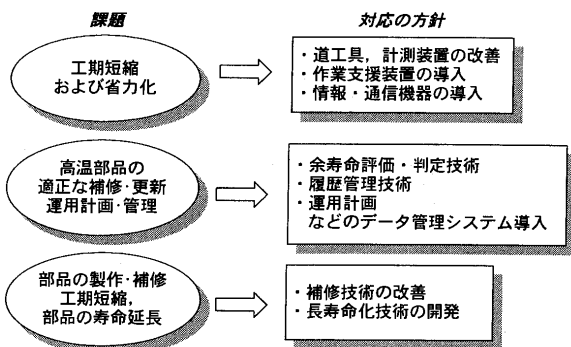 課題
対応の方針
工期短縮
および省力化
・道工具，計測装置の改善
・作業支援装置の導入
・情報・通信機器の導入
高温部品の
適正な補修・更新
運用計画・管理
・余寿命評価・判定技術
・履歴管理技術
・運用計画
などのデータ管理システム導入
部品の製作・補修
工期短縮，
部品の寿命延長
・補修技術の改善
・長寿命化技術の開発